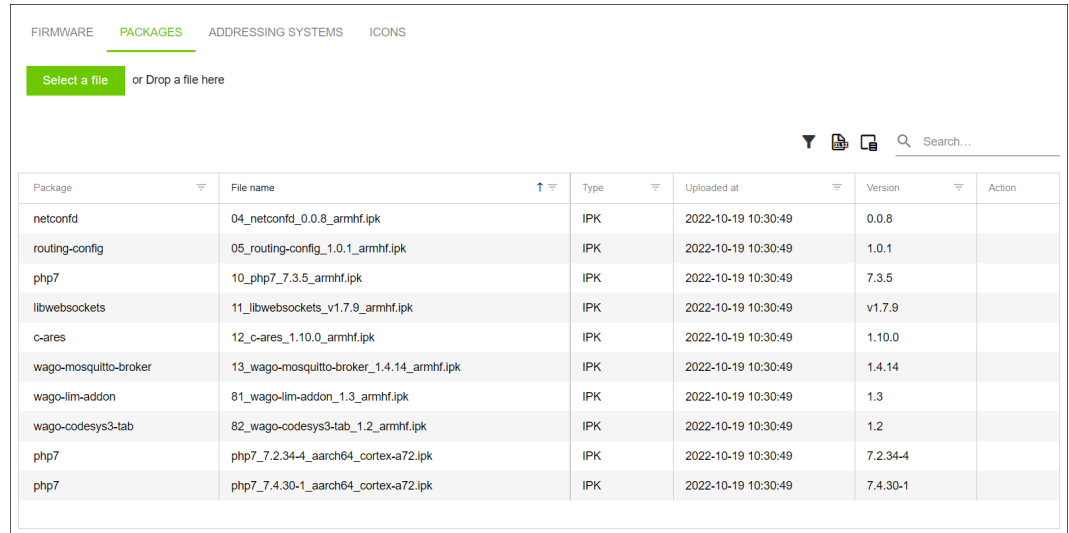 FIRMWARE PACKAGES ADDRESSING SYSTEMS ICONS
Select a file or Drop a file here
XLSX Search...
Package File name Type Uploaded at Version Action
netconfd 04_netconfd_0.0.8_armhf.ipk IPK 2022-10-19 10:30:49 0.0.8
routing-config 05_routing-config_1.0.1_armhf.ipk IPK 2022-10-19 10:30:49 1.0.1
php7 10_php7_7.3.5_armhf.ipk IPK 2022-10-19 10:30:49 7.3.5
libwebsockets 11_libwebsockets_v1.7.9_armhf.ipk IPK 2022-10-19 10:30:49 v1.7.9
c-ares 12_c-ares_1.10.0_armhf.ipk IPK 2022-10-19 10:30:49 1.10.0
wago-mosquitto-broker 13_wago-mosquitto-broker_1.4.14_armhf.ipk IPK 2022-10-19 10:30:49 1.4.14
wago-lim-addon 81_wago-lim-addon_1.3_armhf.ipk IPK 2022-10-19 10:30:49 1.3
wago-codesys3-tab 82_wago-codesys3-tab_1.2_armhf.ipk IPK 2022-10-19 10:30:49 1.2
php7 php7_7.2.34-4_aarch64_cortex-a72.ipk IPK 2022-10-19 10:30:49 7.2.34-4
php7 php7_7.4.30-1_aarch64_cortex-a72.ipk IPK 2022-10-19 10:30:49 7.4.30-1